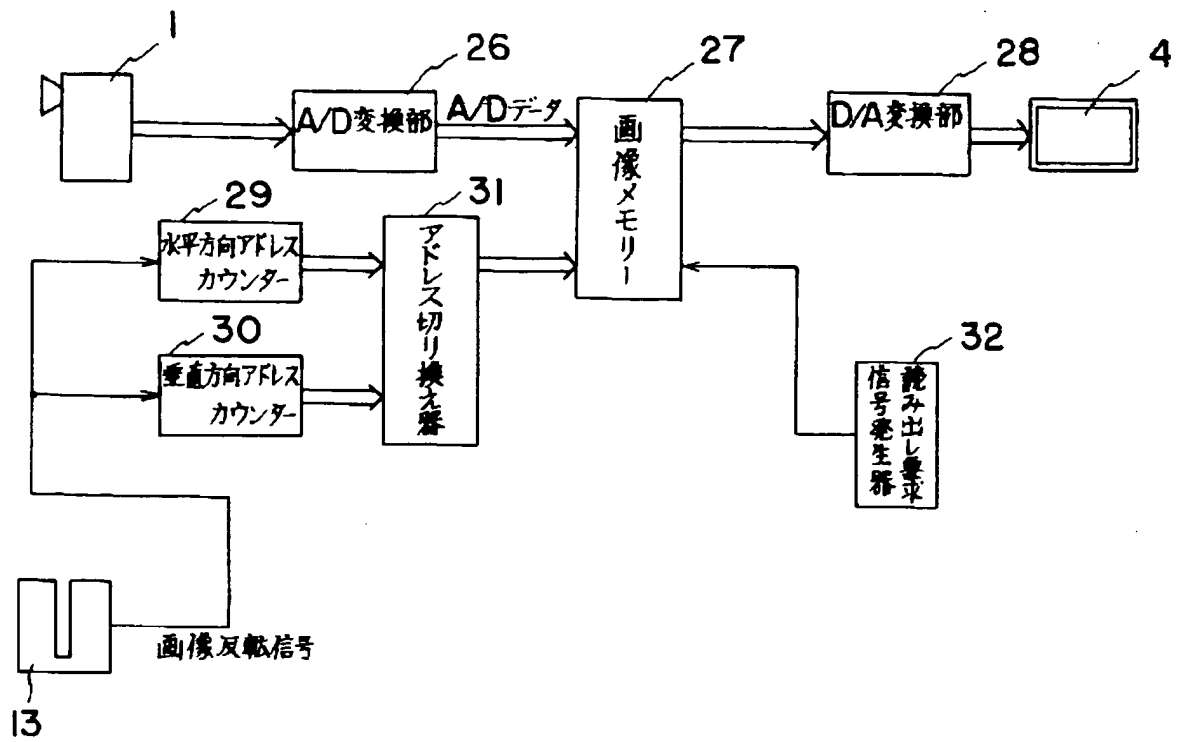 1
26
27
28
4
A/D変換部
A/Dデータ
画像メモリー
D/A変換部
29
31
水平方向アドレス
カウンター
アドレス切り換え器
30
垂直方向アドレス
カウンター
32
読み出し要求
信号発生器
画像反転信号
13